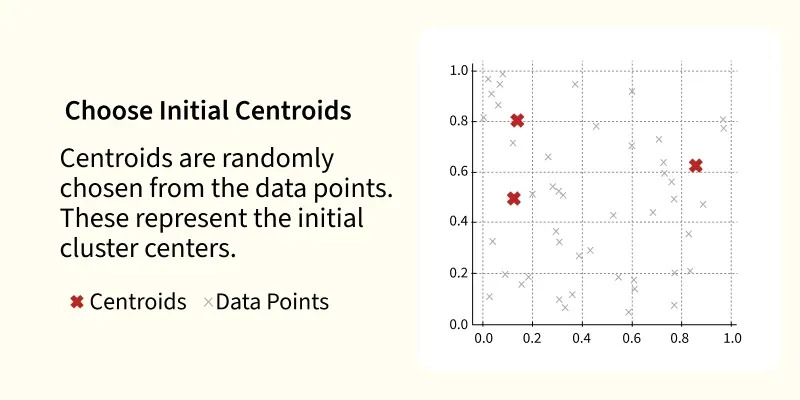 Choose Initial Centroids
Centroids are randomly
chosen from the data points.
These represent the initial
cluster centers.
Centroids
Data Points
1.0
0.8
0.6
0.4
0.2
0.0
0.0 0.2 0.4 0.6 0.8 1.0